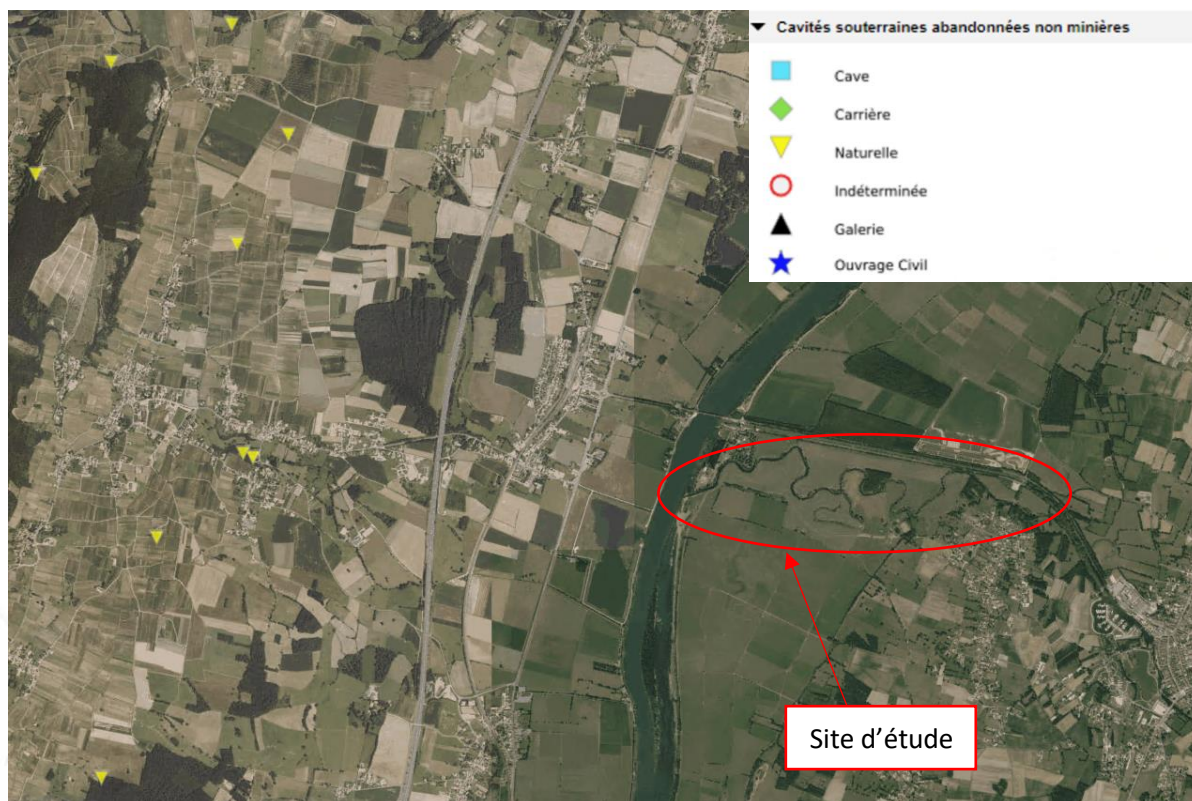 Cavités souterraines abandonnées non minières
Cave
Carrière
Naturelle
Indéterminée
Galerie
Ouvrage Civil
Site d’étude